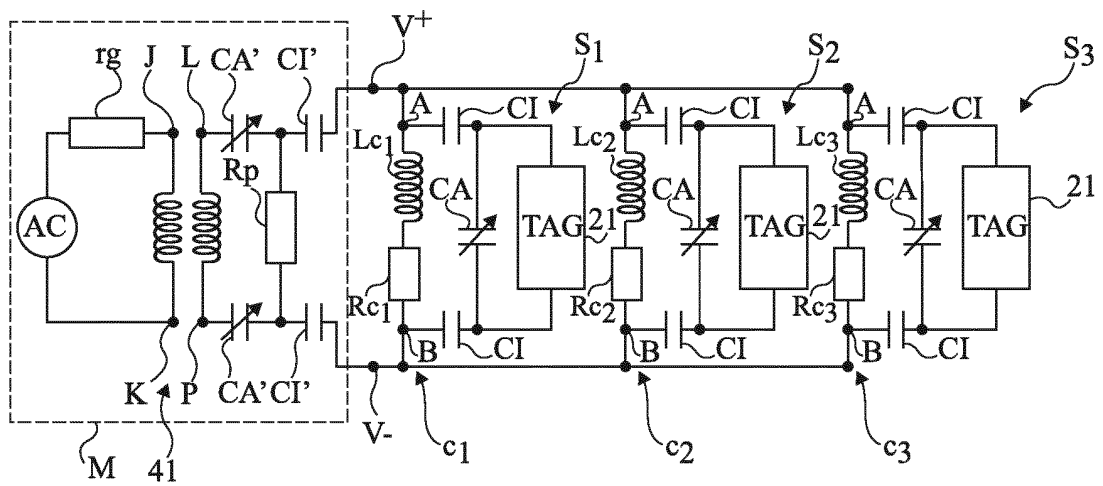 V+
rg J L CA' CI' S1 S2 S3
A CI A CI A CI
Lc1 Lc2 Lc3
Rp CA CA CA
AC TAG 21 TAG 21 TAG 21
Rc1 Rc2 Rc3
B CI B CI B CI
K P CA' CI'
V-
M 41 c1 c2 c3